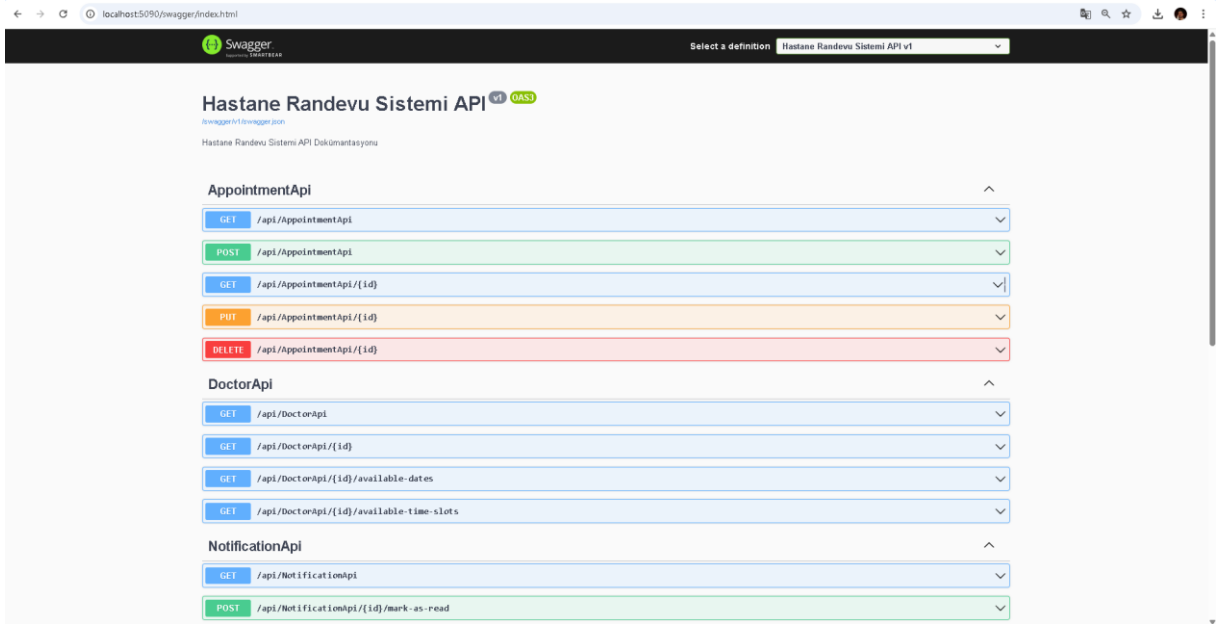 localhost:5090/swagger/index.html
Swagger
Supported by SMARTBEAR
Select a definition
Hastane Randevu Sistemi API v1
Hastane Randevu Sistemi API v1 OAS3
/swagger/v1/swagger.json
Hastane Randevu Sistemi API Dokümantasyonu
AppointmentApi
GET /api/AppointmentApi
POST /api/AppointmentApi
GET /api/AppointmentApi/{id}
PUT /api/AppointmentApi/{id}
DELETE /api/AppointmentApi/{id}
DoctorApi
GET /api/DoctorApi
GET /api/DoctorApi/{id}
GET /api/DoctorApi/{id}/available-dates
GET /api/DoctorApi/{id}/available-time-slots
NotificationApi
GET /api/NotificationApi
POST /api/NotificationApi/{id}/mark-as-read